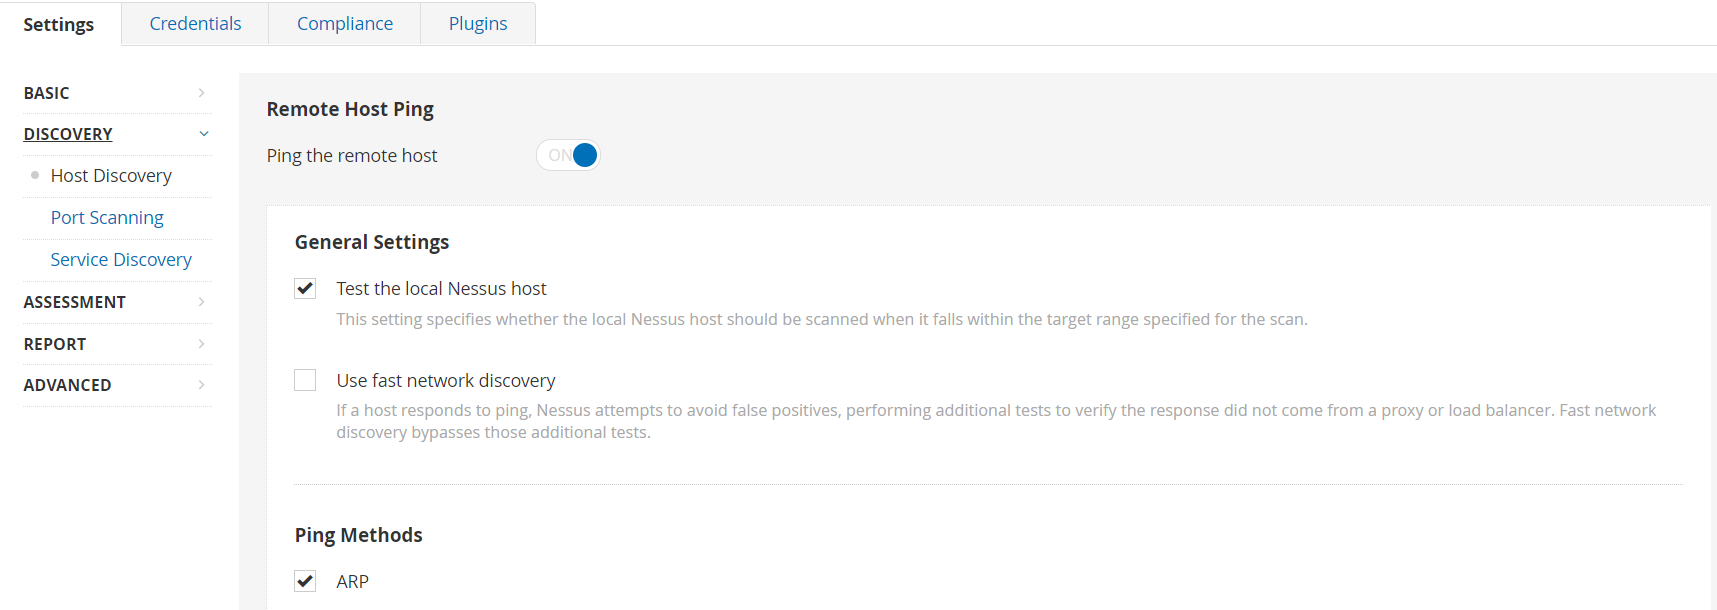 Settings
Credentials
Compliance
Plugins
BASIC
DISCOVERY
Host Discovery
Port Scanning
Service Discovery
ASSESSMENT
REPORT
ADVANCED
Remote Host Ping
Ping the remote host
ON
General Settings
Test the local Nessus host
This setting specifies whether the local Nessus host should be scanned when it falls within the target range specified for the scan.
Use fast network discovery
If a host responds to ping, Nessus attempts to avoid false positives, performing additional tests to verify the response did not come from a proxy or load balancer. Fast network
discovery bypasses those additional tests.
Ping Methods
ARP